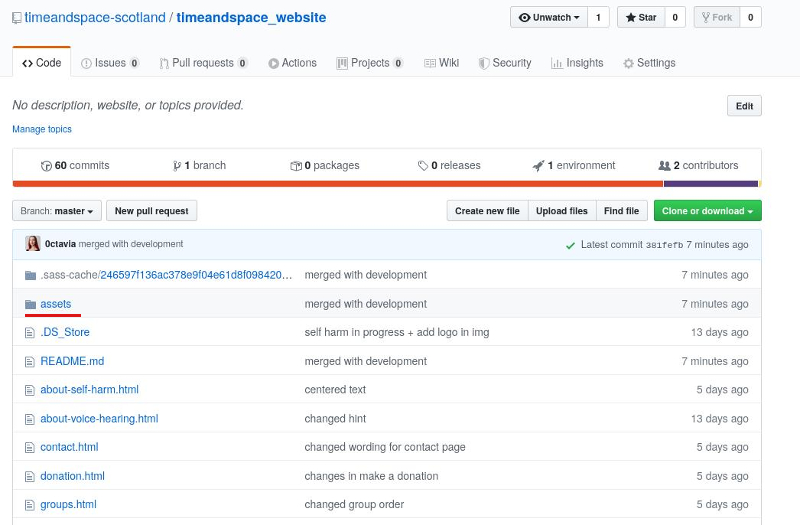 timeandspace-scotland / timeandspace_website
Unwatch 1 Star 0 Fork 0
Code Issues 0 Pull requests 0 Actions Projects 0 Wiki Security Insights Settings
No description, website, or topics provided.
Edit
Manage topics
60 commits 1 branch 0 packages 0 releases 1 environment 2 contributors
Branch: master New pull request Create new file Upload files Find file Clone or download
0ctavia merged with development Latest commit 381fefb 7 minutes ago
.sass-cache/246597f136ac378e9f04e61d8f098420… merged with development 7 minutes ago
assets merged with development 7 minutes ago
.DS_Store self harm in progress + add logo in img 13 days ago
README.md merged with development 7 minutes ago
about-self-harm.html centered text 5 days ago
about-voice-hearing.html changed hint 13 days ago
contact.html changed wording for contact page 5 days ago
donation.html changes in make a donation 5 days ago
groups.html changed group order 5 days ago